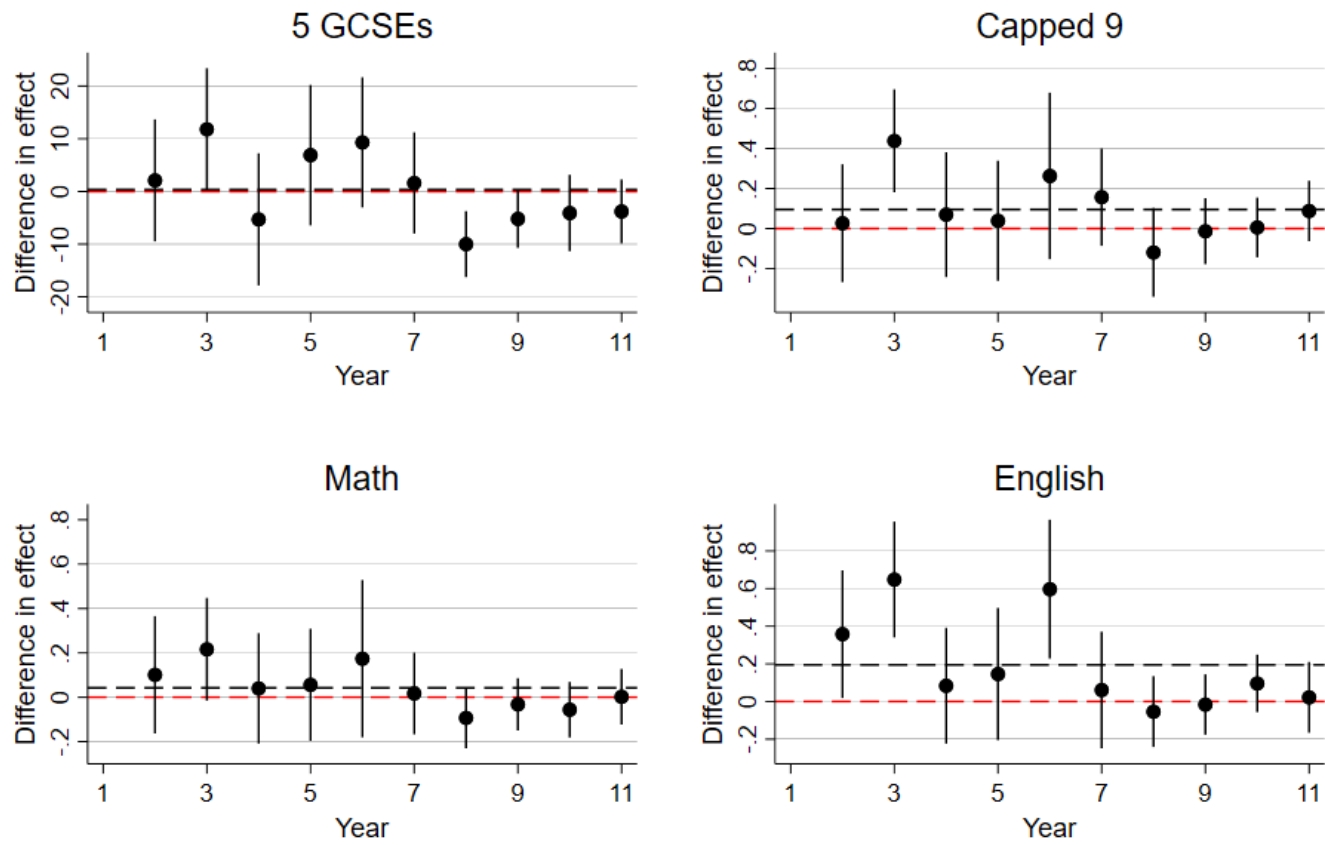 5 GCSEs
Difference in effect
20
10
0
-10
-20
1 3 5 7 9 11
Year
Capped 9
Difference in effect
.8
.6
.4
.2
0
-.2
1 3 5 7 9 11
Year
Math
Difference in effect
.8
.6
.4
.2
0
-.2
1 3 5 7 9 11
Year
English
Difference in effect
.8
.6
.4
.2
0
-.2
1 3 5 7 9 11
Year